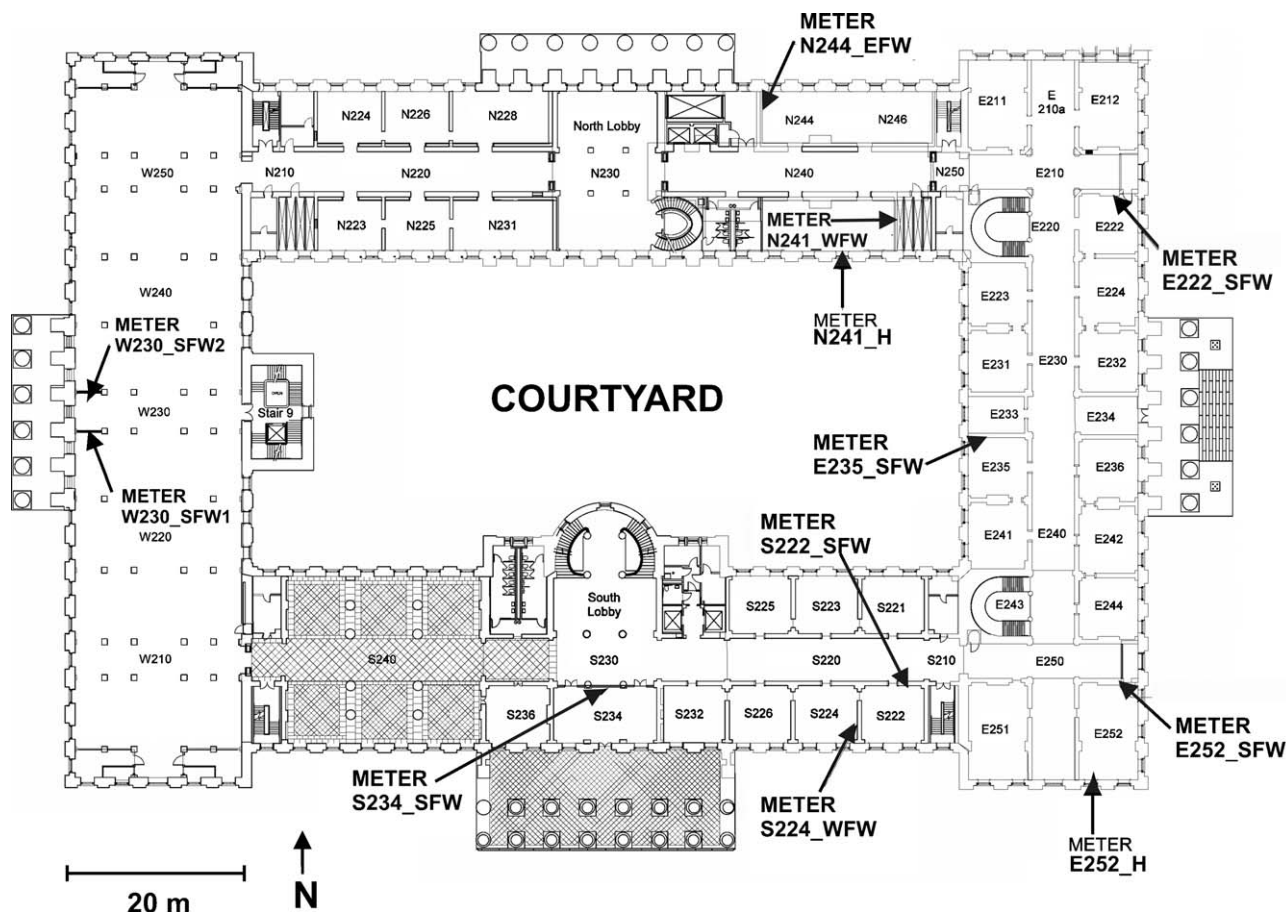 METER
N244_EFW
E211
E
210a
E212
N224
N226
N228
North Lobby
N244
N246
W250
N210
N220
N230
N240
N250
E210
N223
N225
N231
METER
N241_WFW
E220
E222
METER
E222_SFW
W240
E223
E224
METER
N241_H
METER
W230_SFW2
E231
E230
E232
COURTYARD
W230
Stair 9
E233
E234
METER
E235_SFW
E235
E236
METER
W230_SFW1
METER
S222_SFW
W220
E241
E240
E242
South
Lobby
S225
S223
S221
E243
E244
W210
S240
S230
S220
S210
E250
S236
S234
S232
S226
S224
S222
E251
E252
METER
E252_SFW
METER
S234_SFW
METER
S224_WFW
METER
E252_H
20 m
N